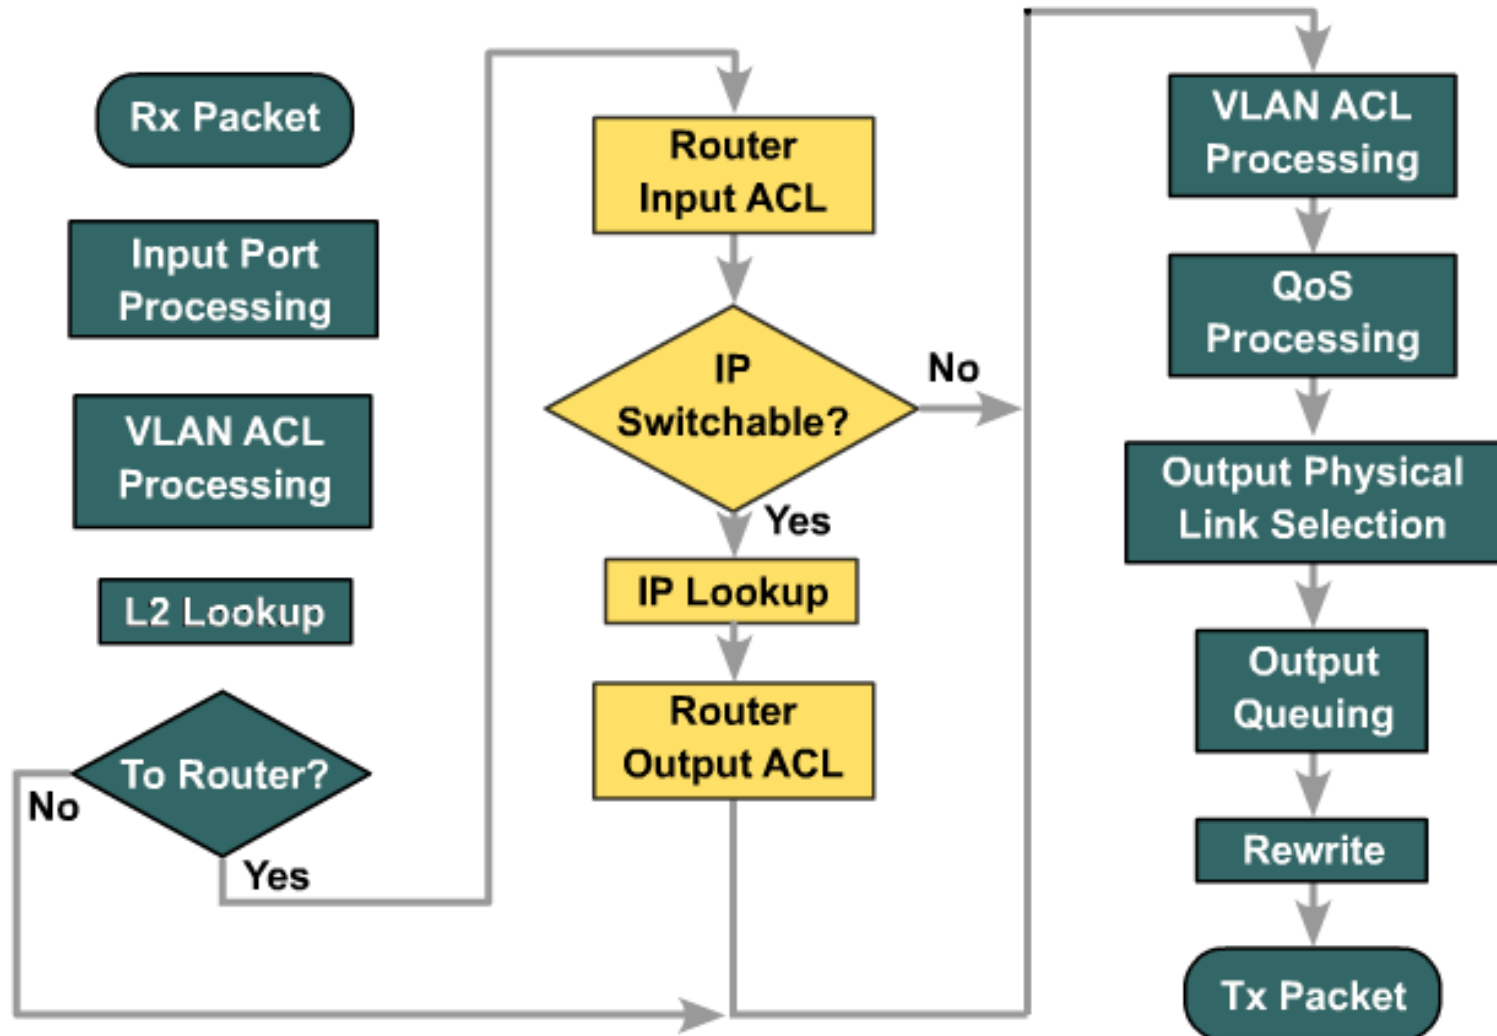 Rx Packet
Input Port
Processing
VLAN ACL
Processing
L2 Lookup
To Router?
No
Yes
Router
Input ACL
IP
Switchable?
No
Yes
IP Lookup
Router
Output ACL
VLAN ACL
Processing
QoS
Processing
Output Physical
Link Selection
Output
Queuing
Rewrite
Tx Packet